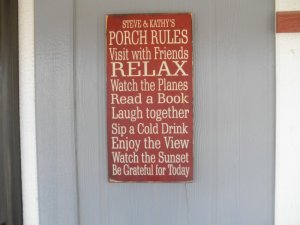 STEVE & KATHY'S
PORCH RULES
Visit with Friends
RELAX
Watch the Planes
Read a Book
Laugh together
Sip a Cold Drink
Enjoy the View
Watch the Sunset
Be Grateful for Today